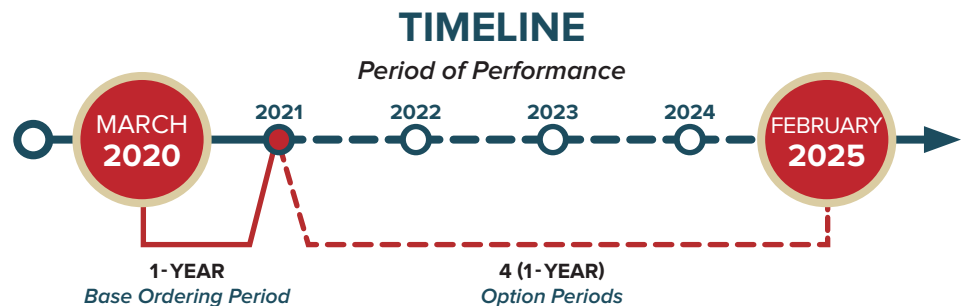 TIMELINE
Period of Performance
MARCH
2020
2021
2022
2023
2024
FEBRUARY
2025
1-YEAR
Base Ordering Period
4 (1-YEAR)
Option Periods